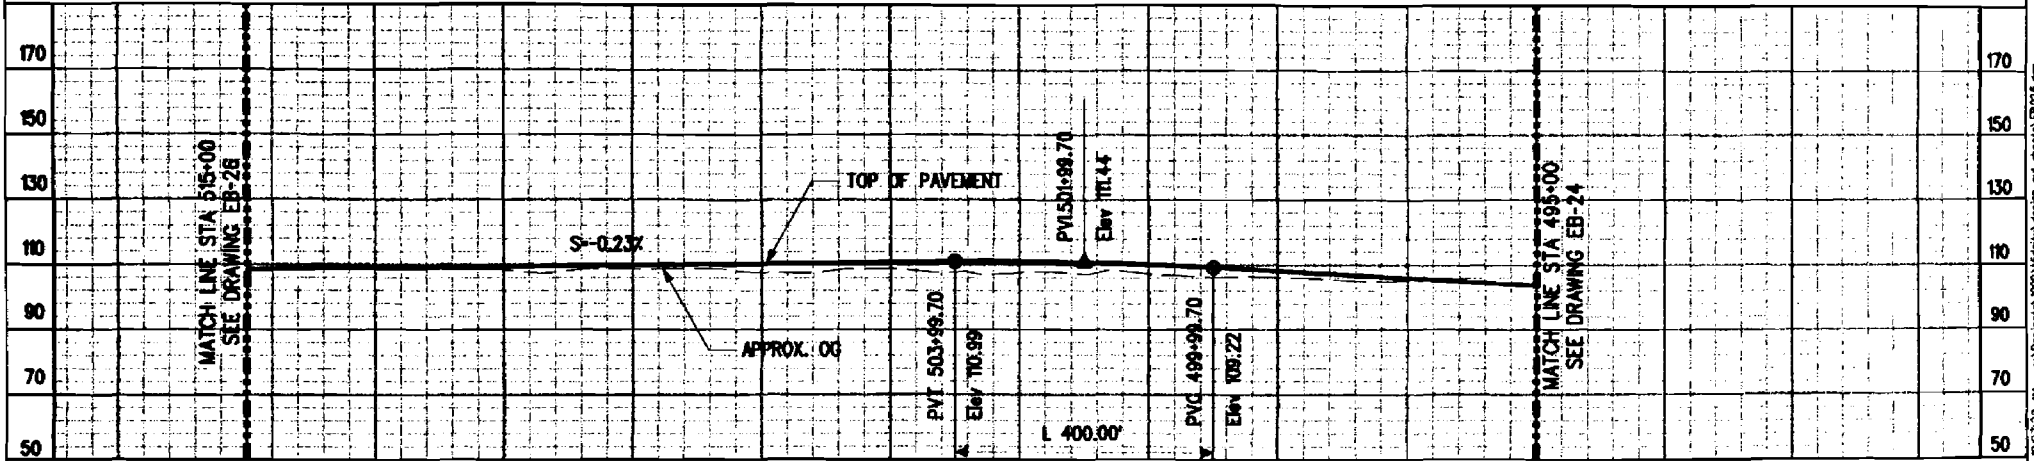 170
150
130
110
90
70
50
MATCH LINE STA 515+00
SEE DRAWING EB-26
S=-0.23%
TOP OF PAVEMENT
APPROX. OG
PVT 503+99.70
Elev 110.99
PVI 501+99.70
Elev 111.44
L 400.00'
PVC 499+99.70
Elev 109.22
MATCH LINE STA 495+00
SEE DRAWING EB-24
170
150
130
110
90
70
50